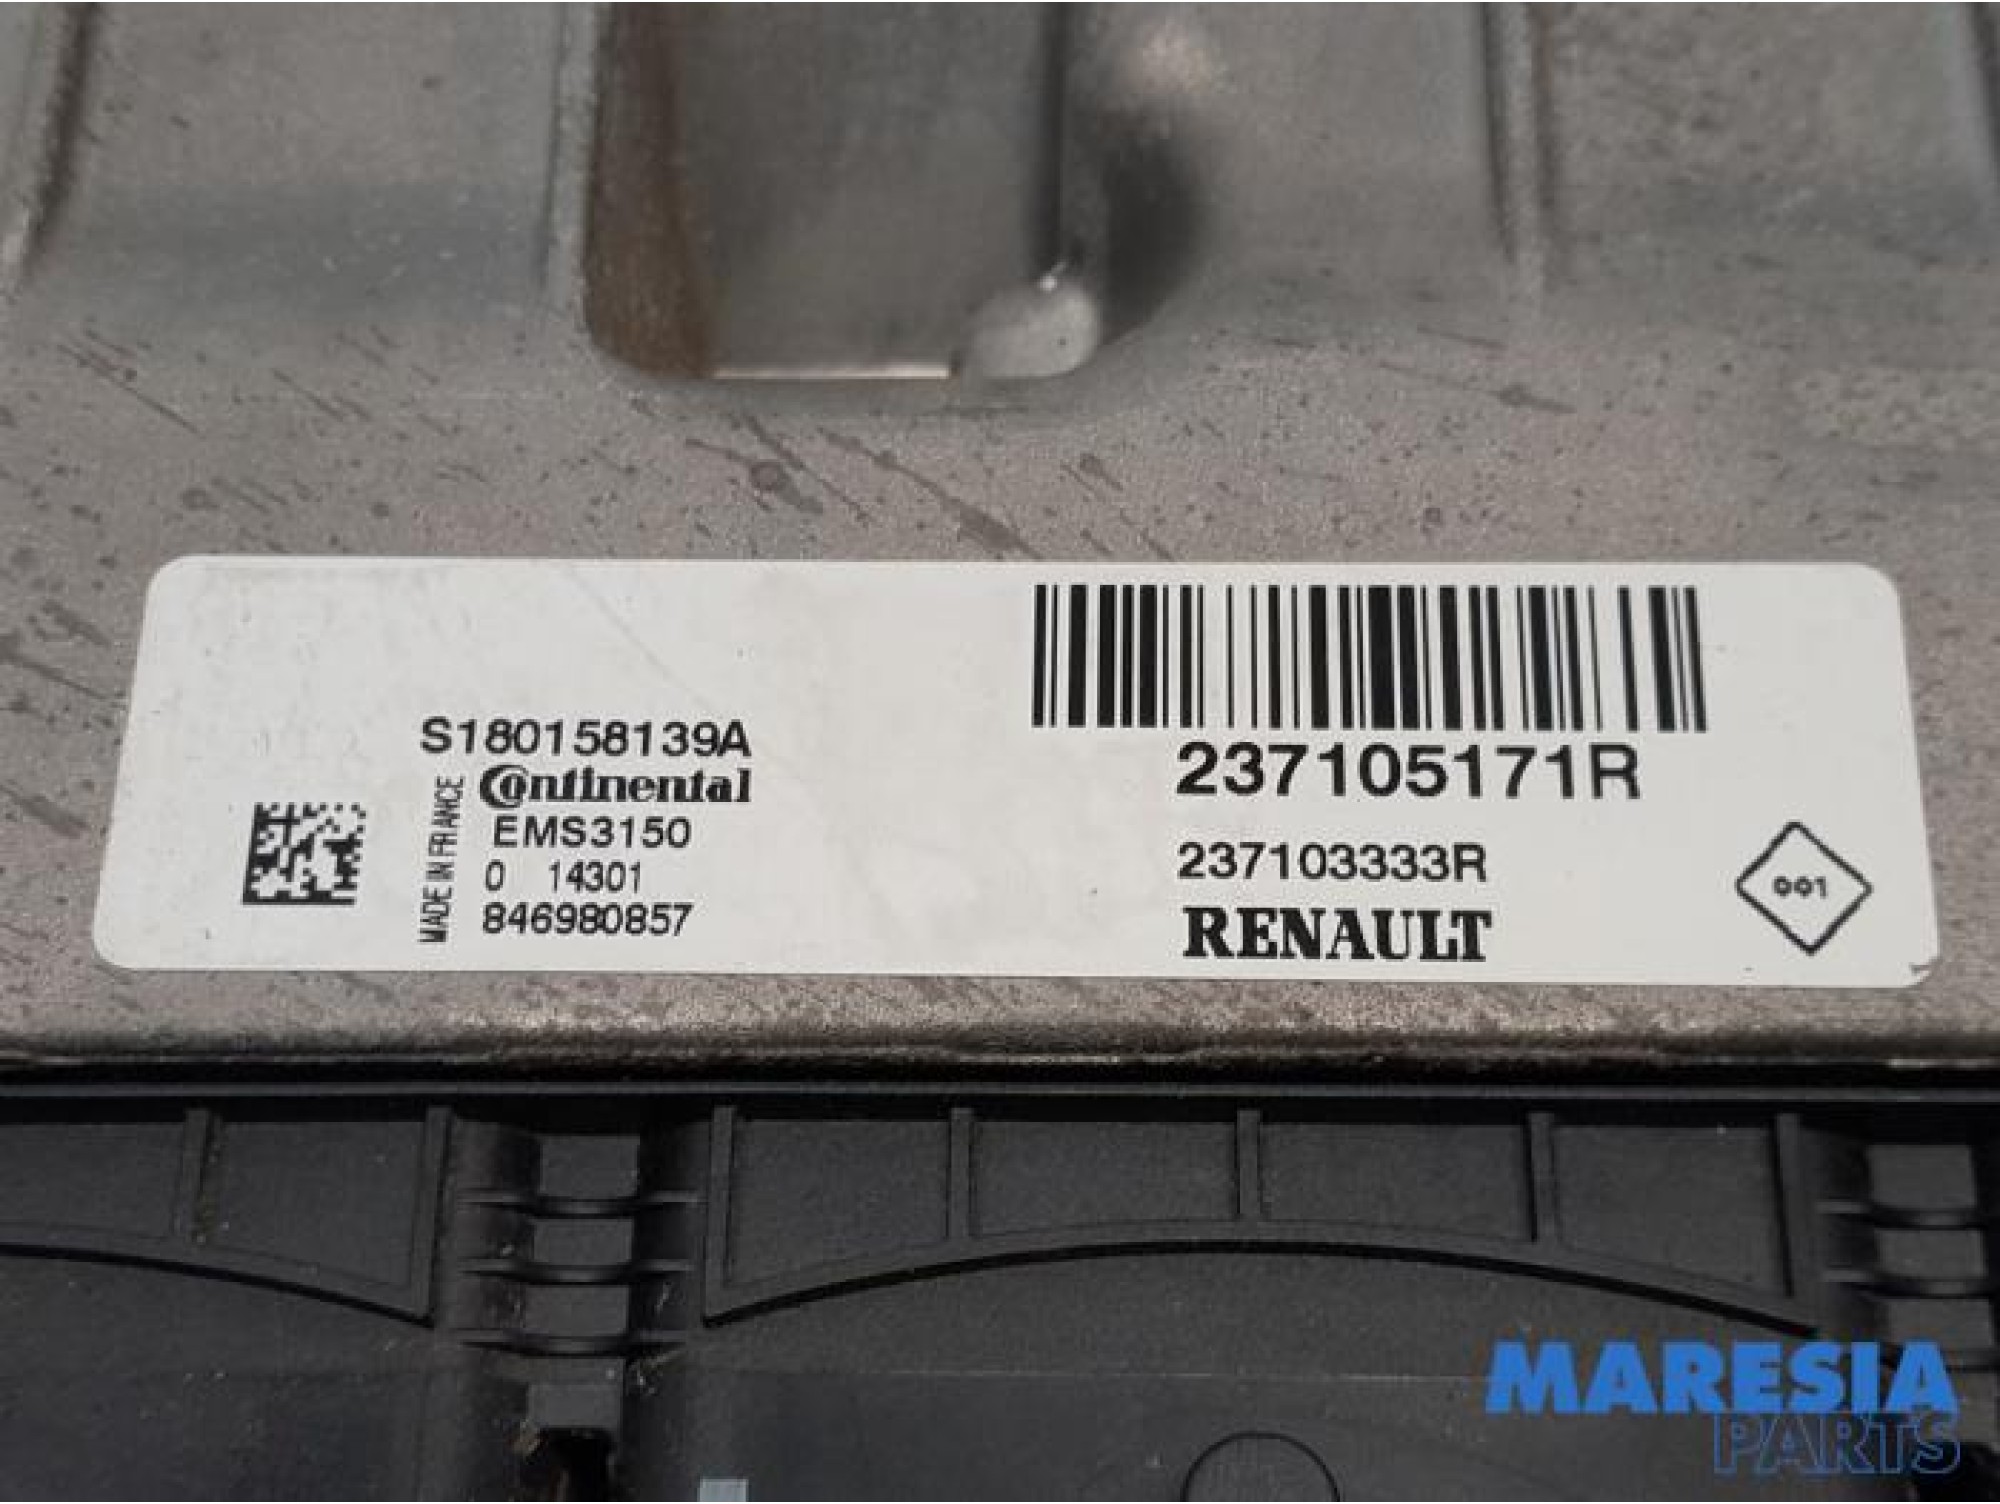 S180158139A
Continental
EMS3150
0 14301
846980857
MADE IN FRANCE
237105171R
237103333R
RENAULT
001
MARESIA
PARTS